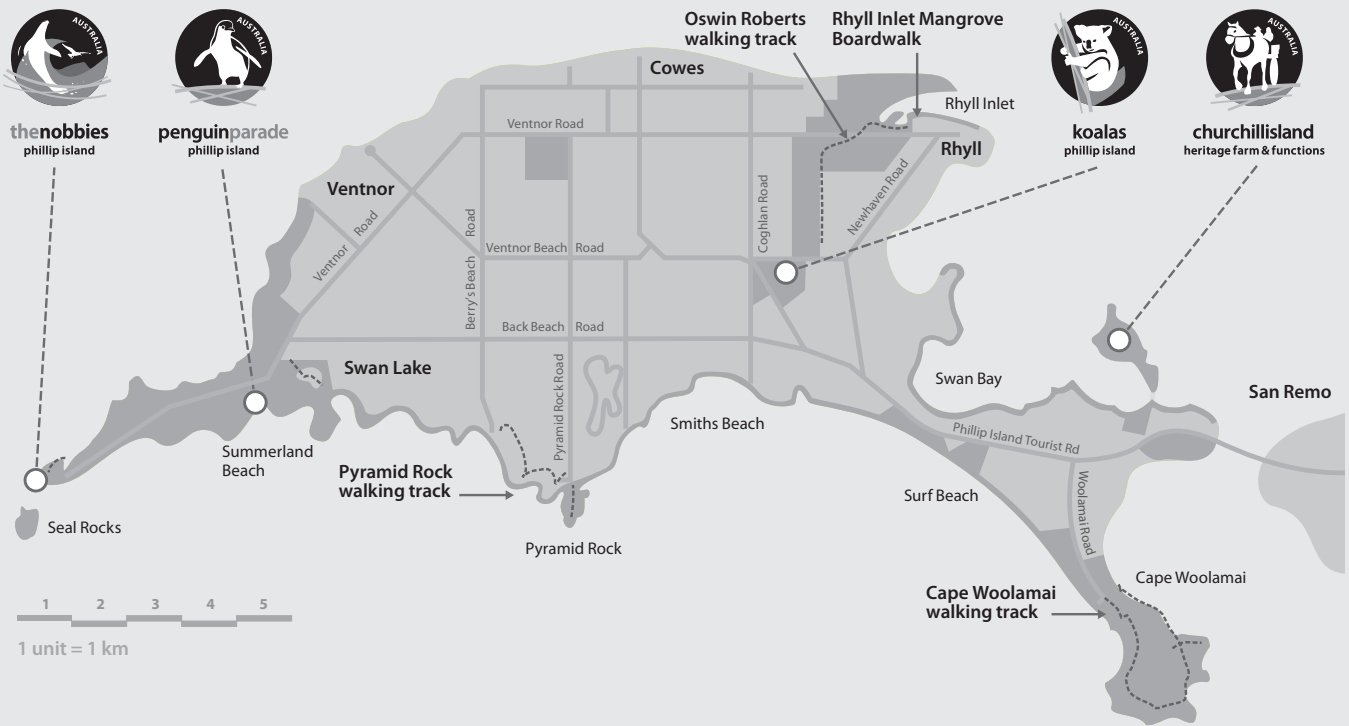 AUSTRALIA
thenobbies
phillip island
AUSTRALIA
penguinparade
phillip island
Oswin Roberts
walking track
Rhyll Inlet Mangrove
Boardwalk
AUSTRALIA
koalas
phillip island
AUSTRALIA
churchillisland
heritage farm & functions
Cowes
Rhyll Inlet
Ventnor Road
Rhyll
Ventnor
Ventnor Road
Berry's Beach Road
Ventnor Beach Road
Coghlan Road
Newhaven Road
Back Beach Road
Swan Lake
Pyramid Rock Road
Swan Bay
San Remo
Smiths Beach
Phillip Island Tourist Rd
Summerland
Beach
Pyramid Rock
walking track
Surf Beach
Woolamai Road
Seal Rocks
Pyramid Rock
Cape Woolamai
Cape Woolamai
walking track
1 2 3 4 5
1 unit = 1 km